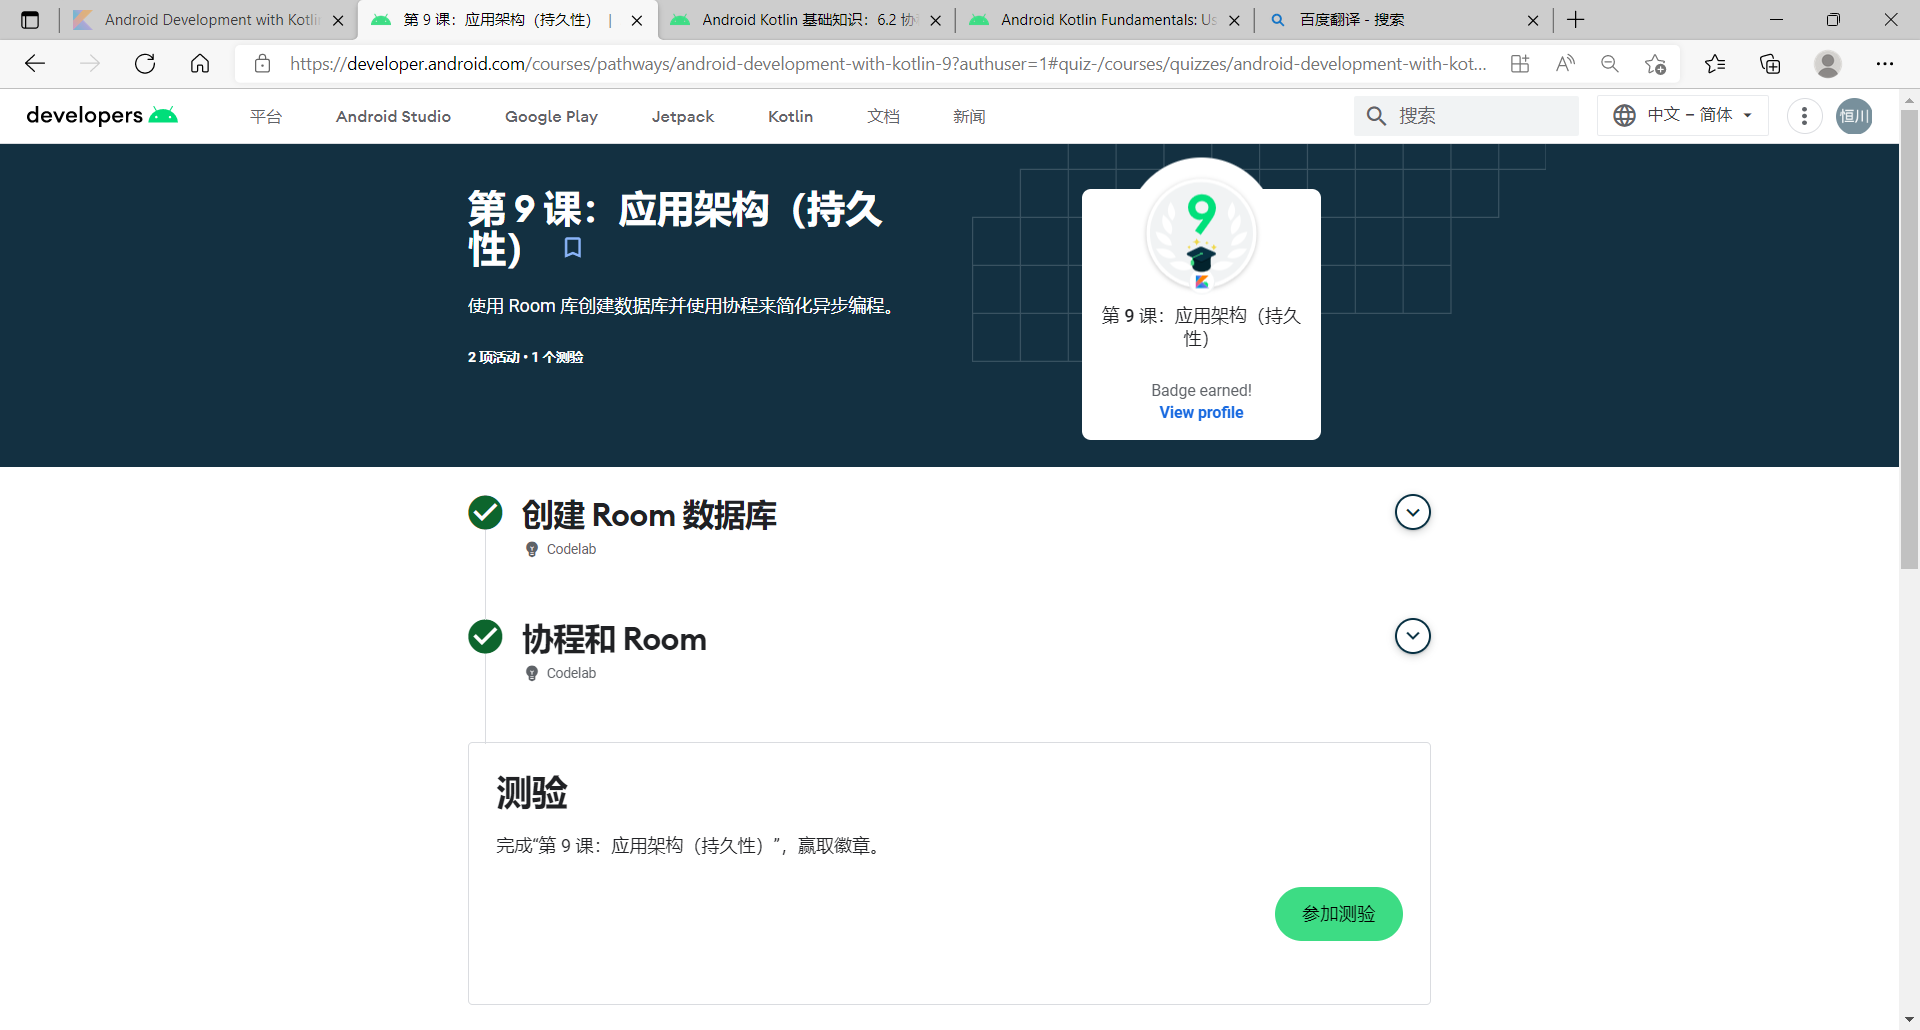 Android Development with Kotlin
第 9 课：应用架构（持久性） |
Android Kotlin 基础知识：6.2 协
Android Kotlin Fundamentals: Us
百度翻译 - 搜索
https://developer.android.com/courses/pathways/android-development-with-kotlin-9?authuser=1#quiz-/courses/quizzes/android-development-with-kot...
developers
平台
Android Studio
Google Play
Jetpack
Kotlin
文档
新闻
搜索
中文 – 简体
恒川
第 9 课：应用架构（持久
性）
使用 Room 库创建数据库并使用协程来简化异步编程。
2 项活动 • 1 个测验
9
第 9 课：应用架构（持久
性）
Badge earned!
View profile
创建 Room 数据库
Codelab
协程和 Room
Codelab
测验
完成“第 9 课：应用架构（持久性）”，赢取徽章。
参加测验